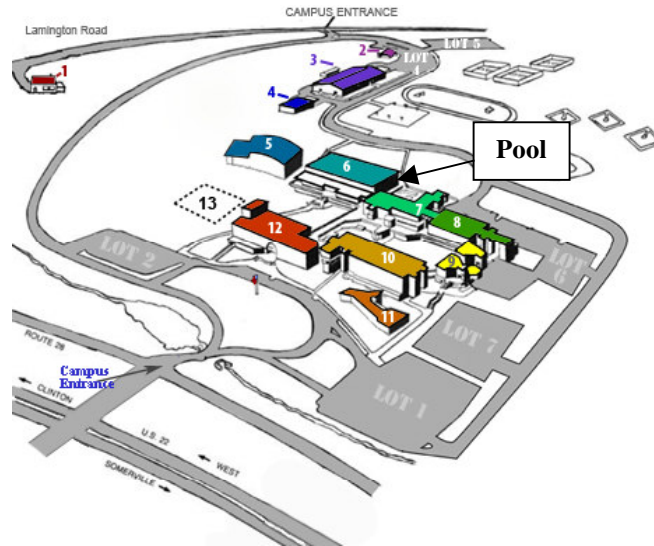 CAMPUS ENTRANCE
Lamington Road
2
LOT 5
LOT
4
3
1
4
Pool
5
6
13
7
8
12
LOT 2
10
9
LOT
6
11
LOT 7
ROUTE 28
Campus
Entrance
LOT 1
CLINTON
U.S. 22
WEST
SOMERVILLE